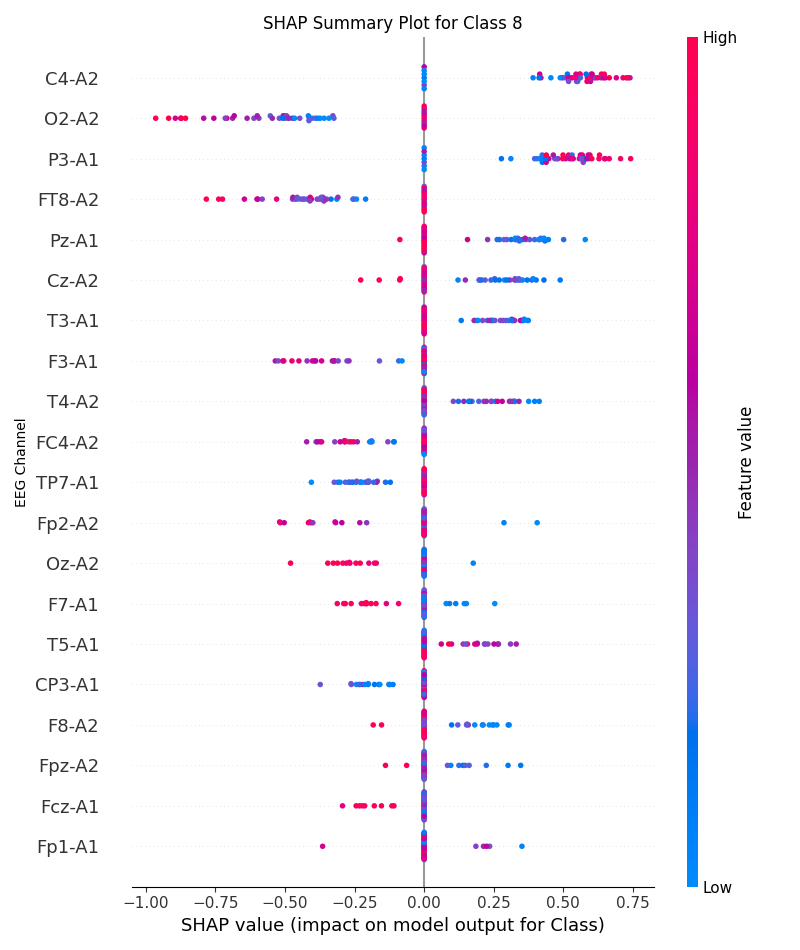 SHAP Summary Plot for Class 8
High
C4-A2
O2-A2
P3-A1
FT8-A2
Pz-A1
Cz-A2
T3-A1
F3-A1
T4-A2
FC4-A2
TP7-A1
Fp2-A2
Oz-A2
F7-A1
T5-A1
CP3-A1
F8-A2
Fpz-A2
Fcz-A1
Fp1-A1
EEG Channel
Feature value
Low
−1.00 −0.75 −0.50 −0.25 0.00 0.25 0.50 0.75
SHAP value (impact on model output for Class)